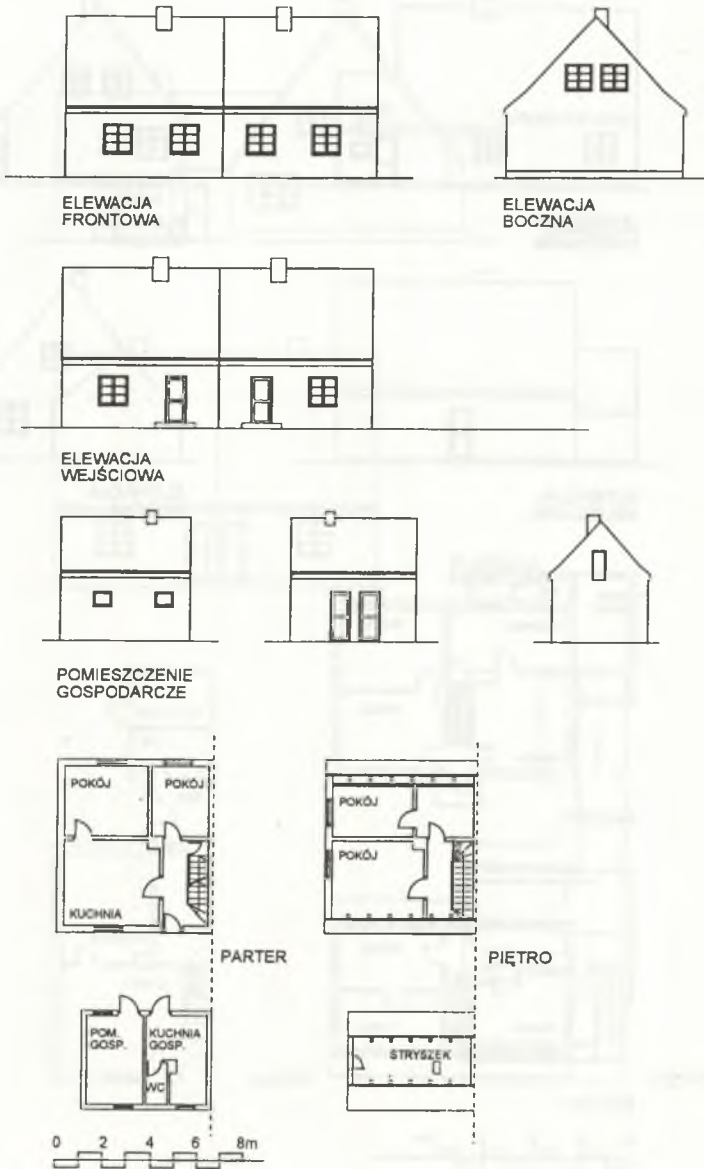 ELEWACJA
FRONTOWA
ELEWACJA
BOCZNA
ELEWACJA
WEJŚCIOWA
POMIESZCZENIE
GOSPODARCZE
POKÓJ
POKÓJ
KUCHNIA
PARTER
POKÓJ
POKÓJ
PIĘTRO
POM.
GOSP.
KUCHNIA
GOSP.
WC
STRYSZEK
0 2 4 6 8m